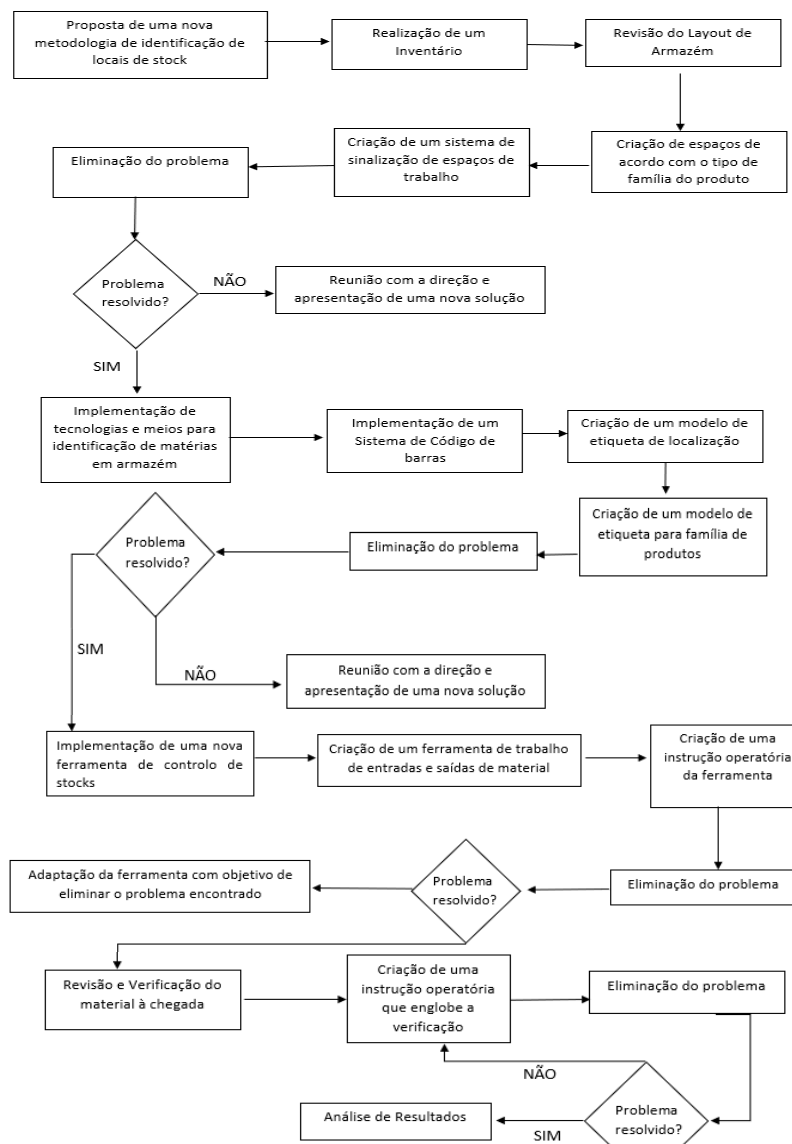 Proposta de uma nova
metodologia de identificação de
locais de stock
Realização de um
Inventário
Revisão do Layout de
Armazém
Criação de espaços de
acordo com o tipo de
família do produto
Criação de um sistema de
sinalização de espaços de
trabalho
Eliminação do problema
Problema
resolvido?
NÃO
Reunião com a direção e
apresentação de uma nova solução
SIM
Implementação de
tecnologias e meios para
identificação de matérias
em armazém
Implementação de um
Sistema de Código de
barras
Criação de um modelo de
etiqueta de localização
Criação de um modelo de
etiqueta para família de
produtos
Eliminação do problema
Problema
resolvido?
SIM
NÃO
Reunião com a direção e
apresentação de uma nova solução
Implementação de uma nova
ferramenta de controlo de
stocks
Criação de um ferramenta de trabalho
de entradas e saídas de material
Criação de uma
instrução operatória
da ferramenta
Eliminação do problema
Problema
resolvido?
Adaptação da ferramenta com objetivo de
eliminar o problema encontrado
Revisão e Verificação do
material à chegada
Criação de uma
instrução operatória
que englobe a
verificação
Eliminação do problema
NÃO
Problema
resolvido?
SIM
Análise de Resultados